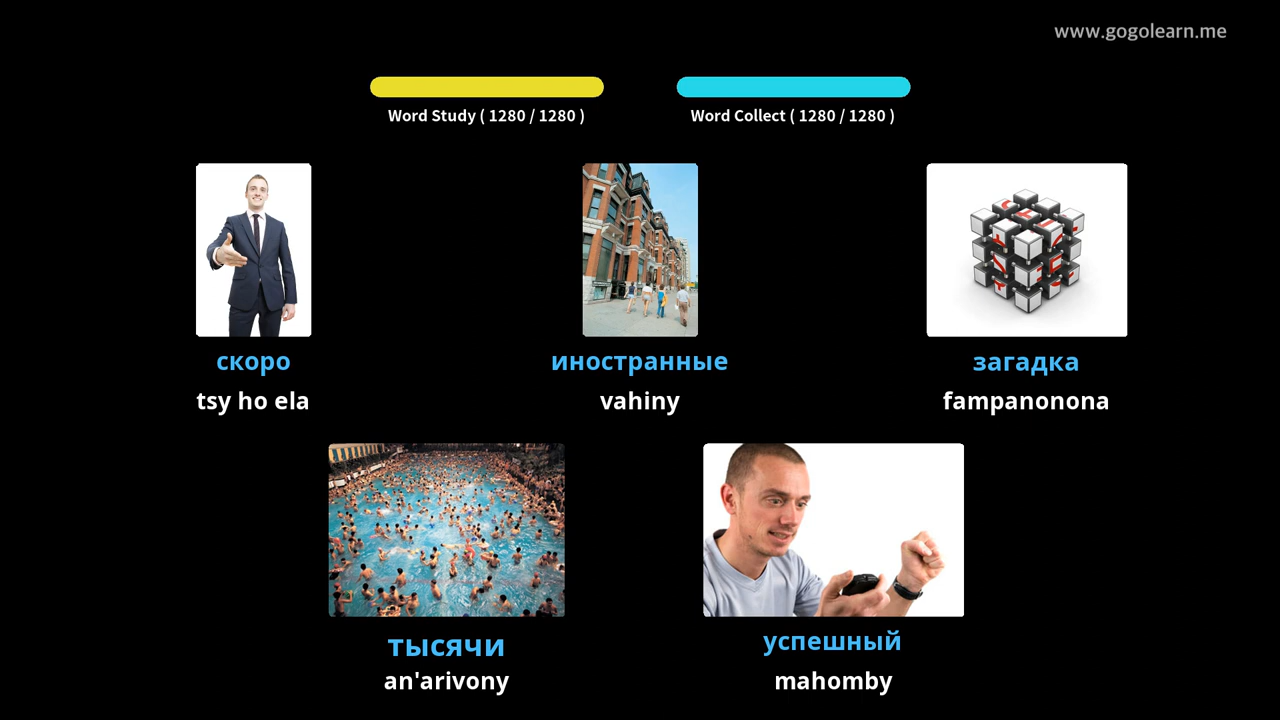 www.gogolearn.me
Word Study ( 1280 / 1280 )
Word Collect ( 1280 / 1280 )
скоро
tsy ho ela
иностранные
vahiny
загадка
fampanonona
тысячи
an'arivony
успешный
mahomby